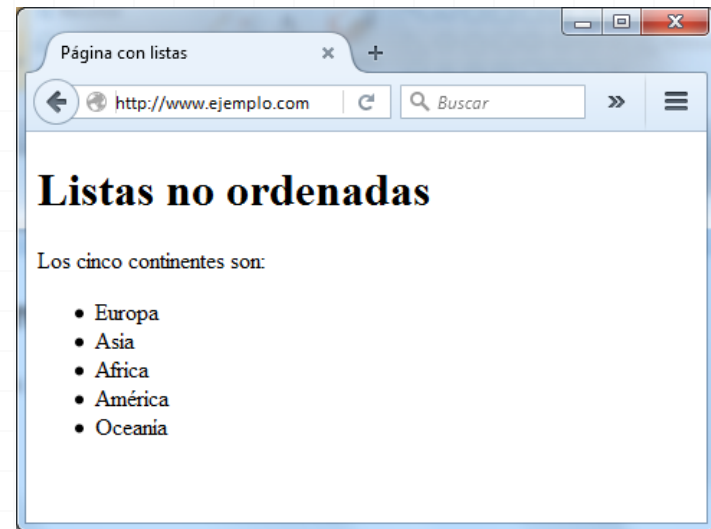 Página con listas
http://www.ejemplo.com
Buscar
Listas no ordenadas
Los cinco continentes son:
• Europa
• Asia
• Africa
• América
• Oceanía